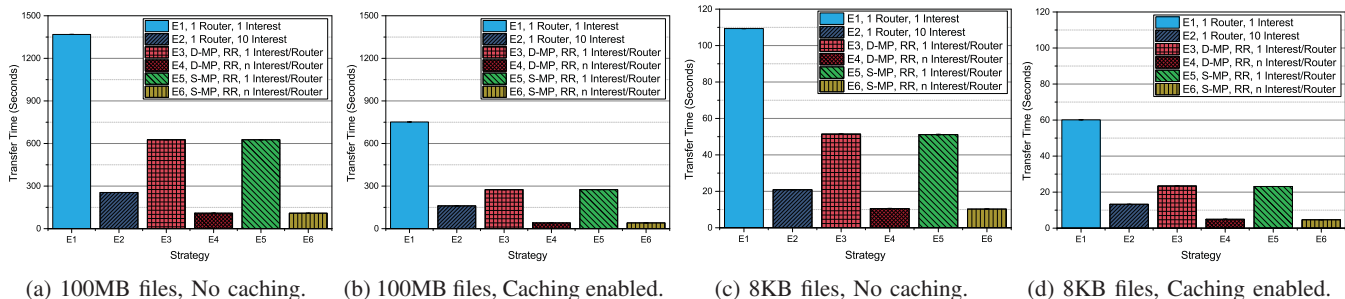 1500
1200
900
600
300
0
Transfer Time (Seconds)
E1, 1 Router, 1 Interest
E2, 1 Router, 10 Interest
E3, D-MP, RR, 1 Interest/Router
E4, D-MP, RR, n Interest/Router
E5, S-MP, RR, 1 Interest/Router
E6, S-MP, RR, n Interest/Router
E1 E2 E3 E4 E5 E6
Strategy
(a) 100MB files, No caching.
1500
1200
900
600
300
0
Transfer Time (Seconds)
E1, 1 Router, 1 Interest
E2, 1 Router, 10 Interest
E3, D-MP, RR, 1 Interest/Router
E4, D-MP, RR, n Interest/Router
E5, S-MP, RR, 1 Interest/Router
E6, S-MP, RR, n Interest/Router
E1 E2 E3 E4 E5 E6
Strategy
(b) 100MB files, Caching enabled.
120
100
80
60
40
20
0
Transfer Time (Seconds)
E1, 1 Router, 1 Interest
E2, 1 Router, 10 Interest
E3, D-MP, RR, 1 Interest/Router
E4, D-MP, RR, n Interest/Router
E5, S-MP, RR, 1 Interest/Router
E6, S-MP, RR, n Interest/Router
E1 E2 E3 E4 E5 E6
Strategy
(c) 8KB files, No caching.
120
100
80
60
40
20
0
Transfer Time (Seconds)
E1, 1 Router, 1 Interest
E2, 1 Router, 10 Interest
E3, D-MP, RR, 1 Interest/Router
E4, D-MP, RR, n Interest/Router
E5, S-MP, RR, 1 Interest/Router
E6, S-MP, RR, n Interest/Router
E1 E2 E3 E4 E5 E6
Strategy
(d) 8KB files, Caching enabled.